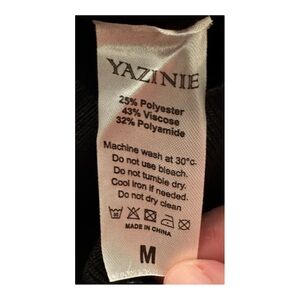 YAZINIE
25% Polyester
43% Viscose
32% Polyamide
Machine wash at 30°c.
Do not use bleach.
Do not tumble dry.
Cool Iron if needed.
Do not dry clean
MADE IN CHINA
M